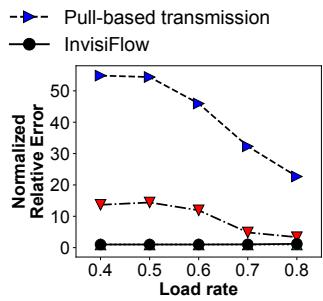 Pull-based transmission
InvisiFlow
Normalized
Relative Error
50
40
30
20
10
0
0.4 0.5 0.6 0.7 0.8
Load rate